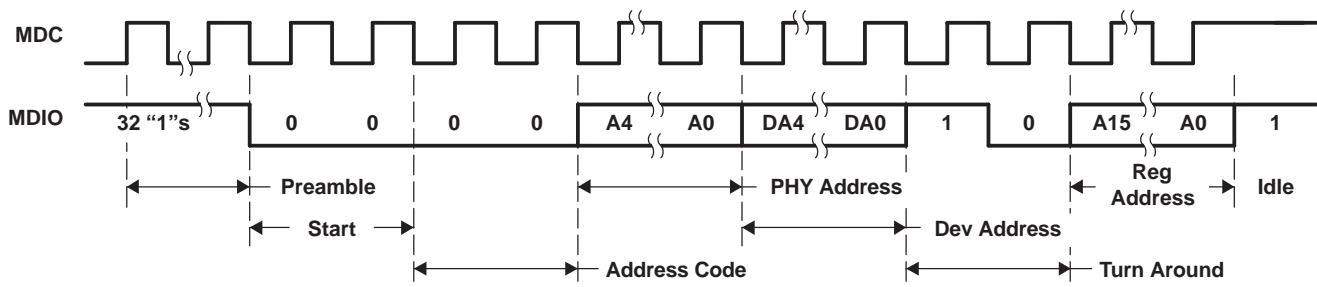 MDC
MDIO
32 “1”s 0 0 0 0 A4 A0 DA4 DA0 1 0 A15 A0 1
Preamble
PHY Address
Reg
Address
Idle
Start
Dev Address
Address Code
Turn Around